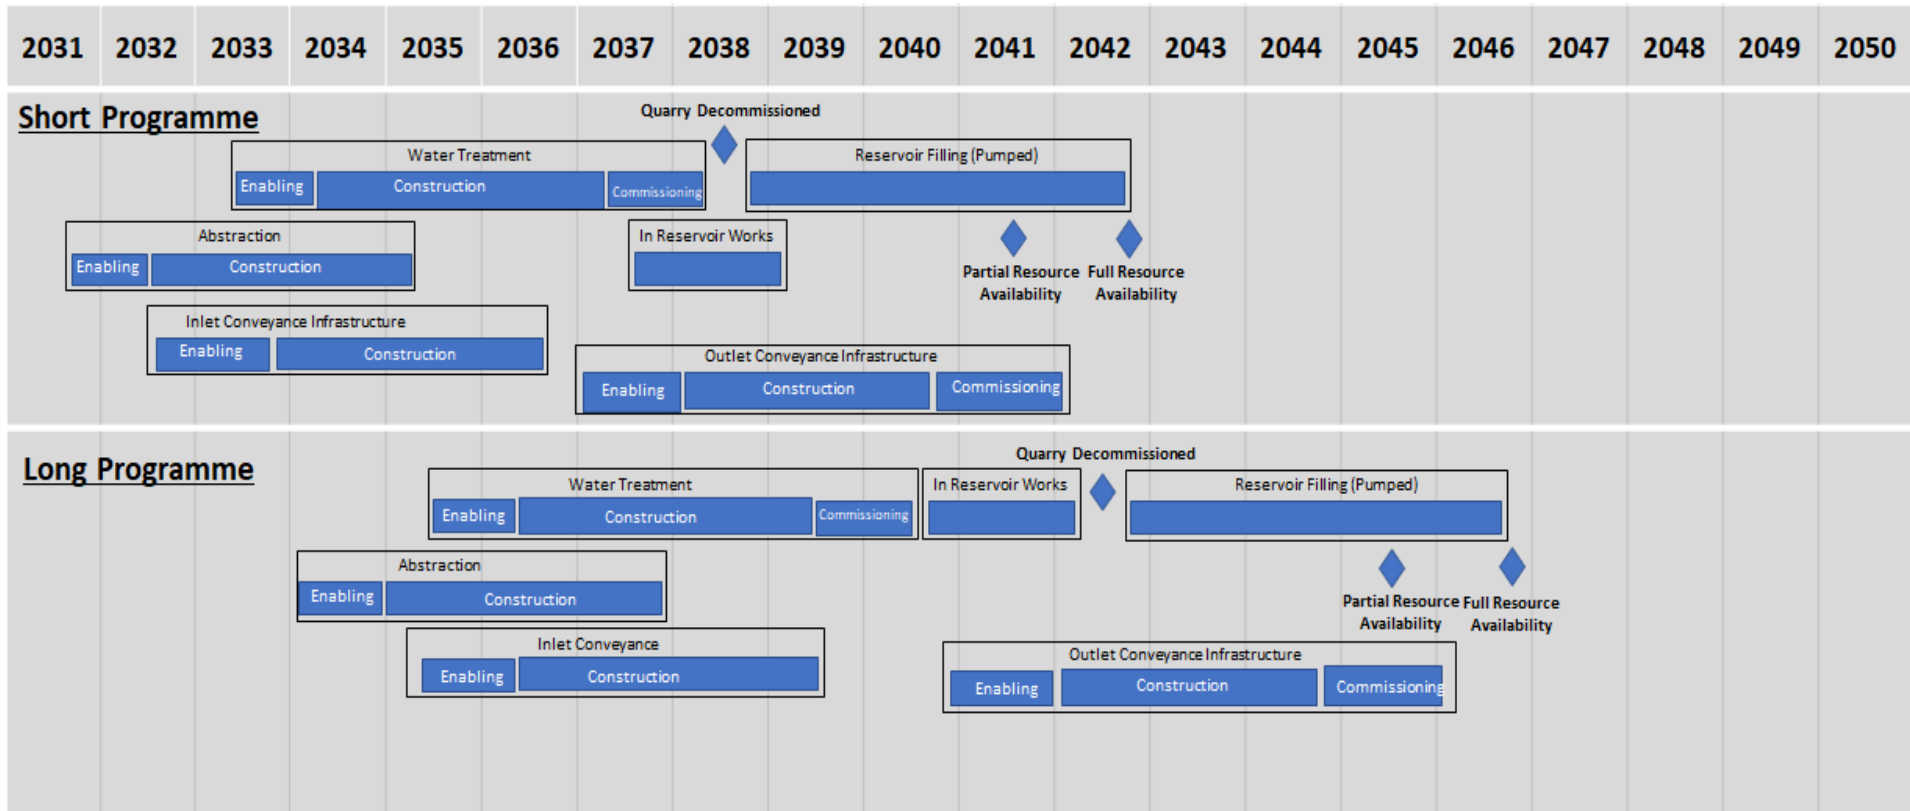 2031 2032 2033 2034 2035 2036 2037 2038 2039 2040 2041 2042 2043 2044 2045 2046 2047 2048 2049 2050
Short Programme
Quarry Decommissioned
Water Treatment
Enabling Construction Commissioning
Reservoir Filling (Pumped)
Abstraction
Enabling Construction
In Reservoir Works
Partial Resource
Availability
Full Resource
Availability
Inlet Conveyance Infrastructure
Enabling Construction
Outlet Conveyance Infrastructure
Enabling Construction Commissioning
Long Programme
Quarry Decommissioned
Water Treatment
Enabling Construction Commissioning
In Reservoir Works
Reservoir Filling (Pumped)
Abstraction
Enabling Construction
Partial Resource
Availability
Full Resource
Availability
Inlet Conveyance
Enabling Construction
Outlet Conveyance Infrastructure
Enabling Construction Commissioning